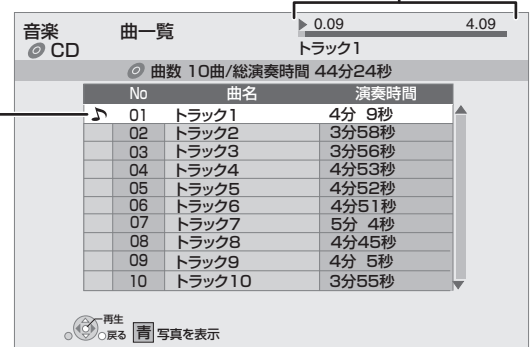 音楽 曲一覧 0.09 4.09
CD トラック1
曲数 10曲/総演奏時間 44分24秒
No 曲名 演奏時間
01 トラック1 4分 9秒
02 トラック2 3分58秒
03 トラック3 3分56秒
04 トラック4 4分53秒
05 トラック5 4分52秒
06 トラック6 4分51秒
07 トラック7 5分 4秒
08 トラック8 4分45秒
09 トラック9 4分 5秒
10 トラック10 3分55秒
再生
戻る 青 写真を表示